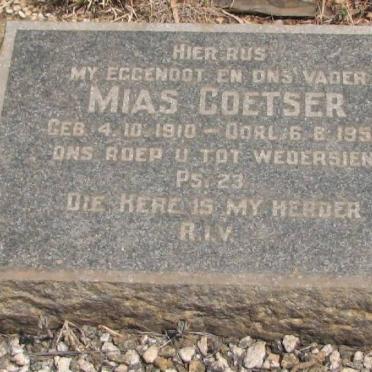 HIER RUS
MY EGGENOOT EN ONS VADER
MIAS COETSER
GEB. 4.10.1910 — OORL. 6.8.195
ONS ROEP U TOT WEDERSIEN
PS. 23
DIE HERE IS MY HERDER
R.I.V.